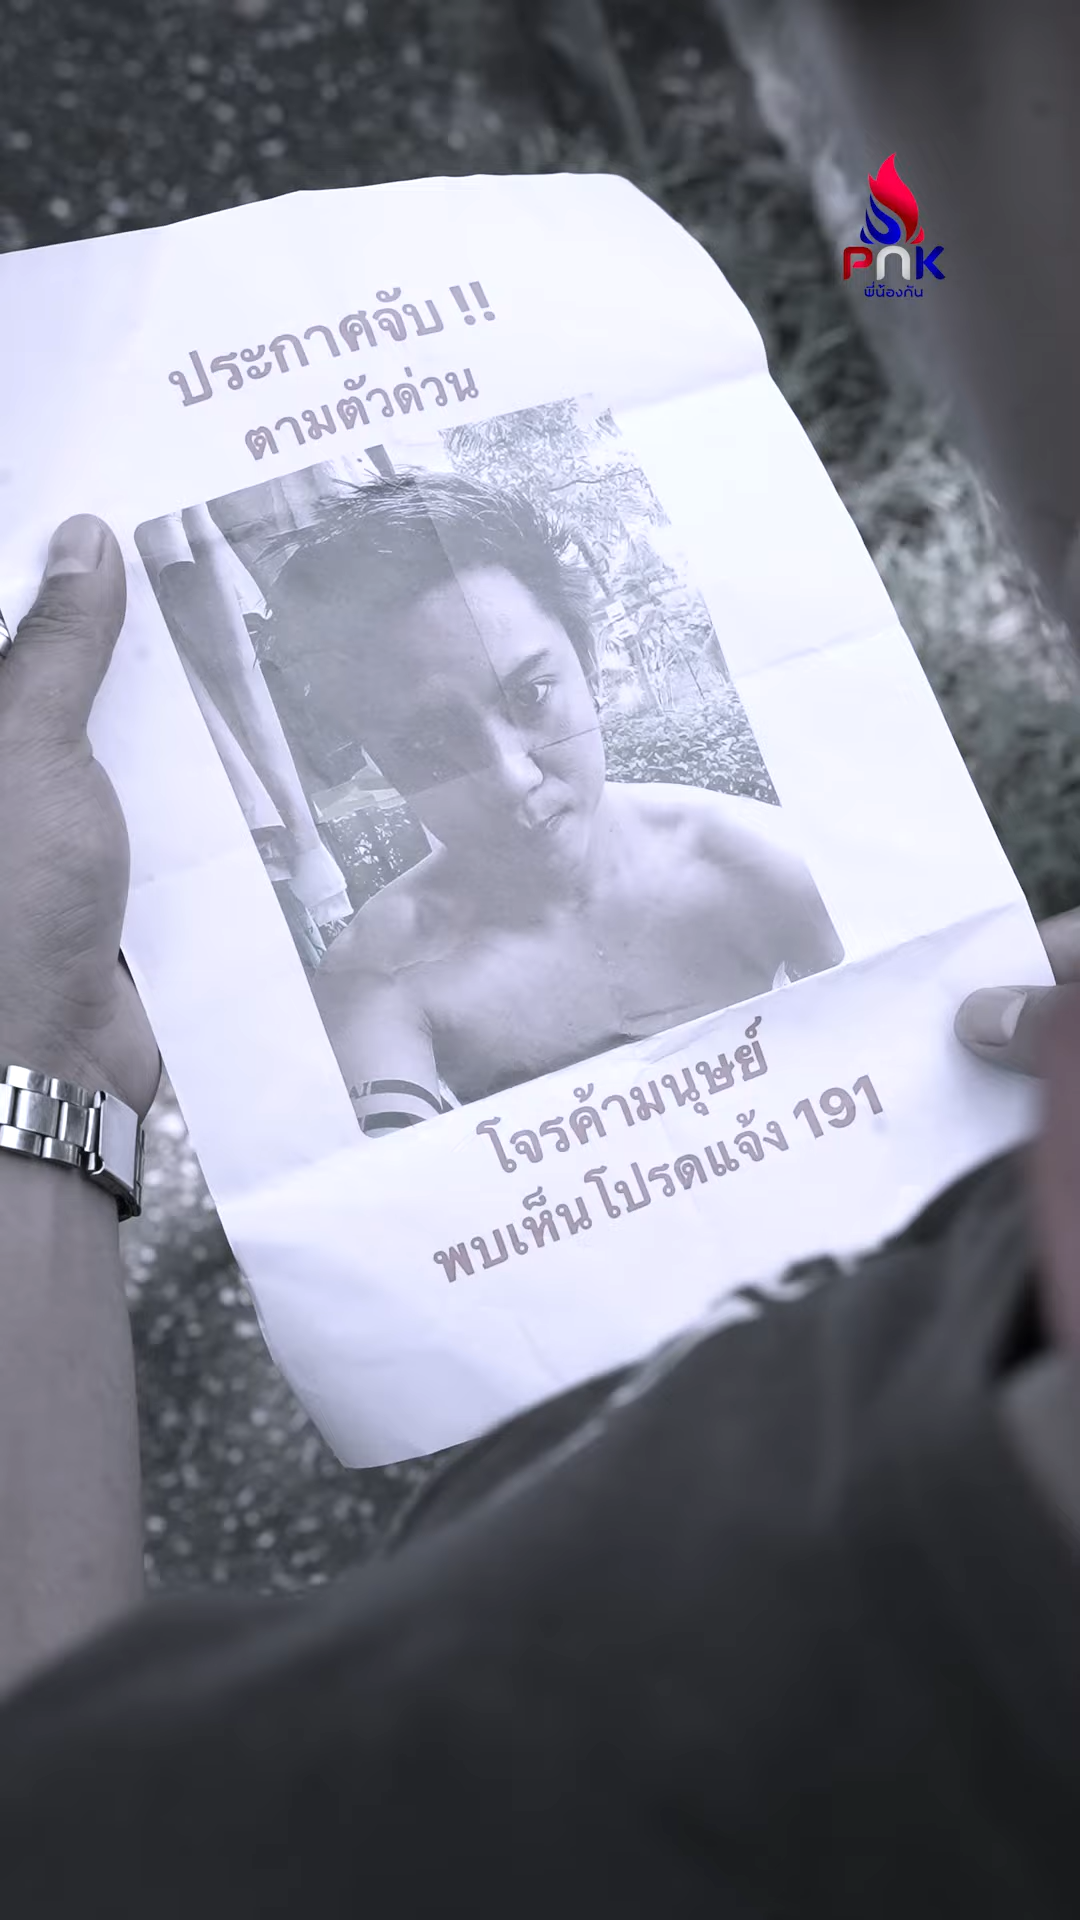 PNK
พี่น้องกัน
ประกาศจับ !!
ตามตัวด่วน
โจรค้ามนุษย์
พบเห็นโปรดแจ้ง 191